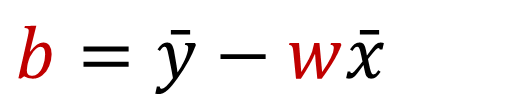 b = ȳ − wx̄